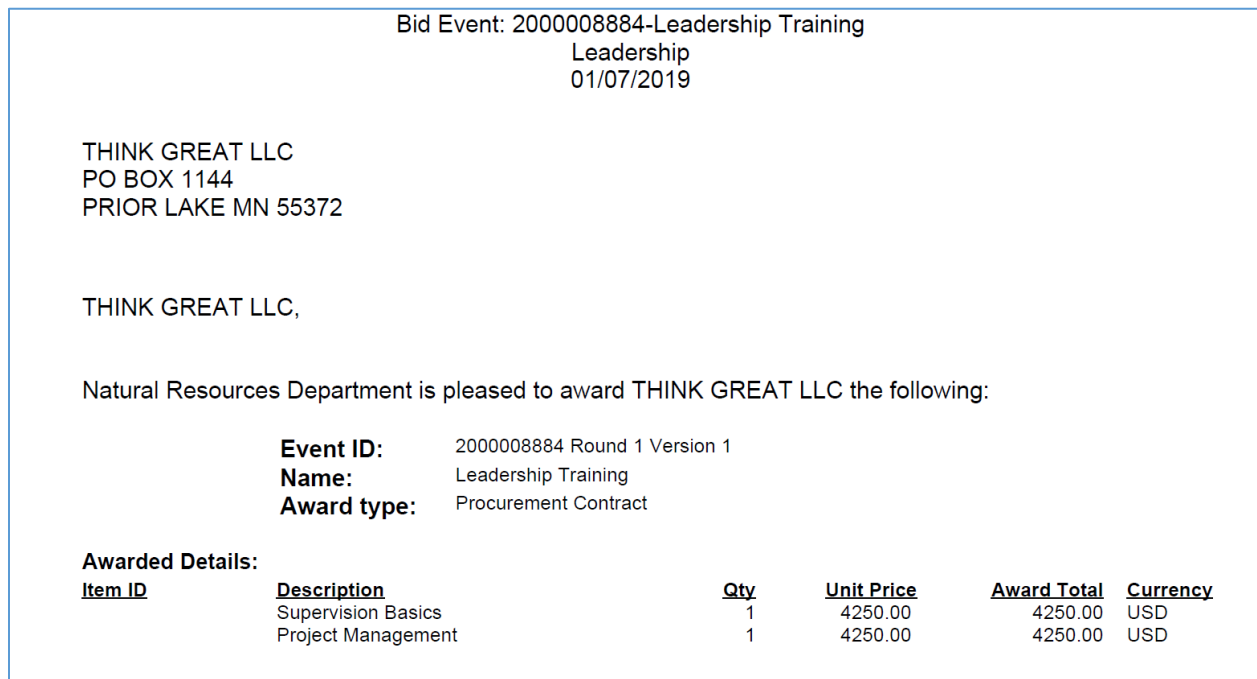 Bid Event: 2000008884-Leadership Training
Leadership
01/07/2019
THINK GREAT LLC
PO BOX 1144
PRIOR LAKE MN 55372
THINK GREAT LLC,
Natural Resources Department is pleased to award THINK GREAT LLC the following:
Event ID: 2000008884 Round 1 Version 1
Name: Leadership Training
Award type: Procurement Contract
Awarded Details:
Item ID Description Qty Unit Price Award Total Currency
Supervision Basics 1 4250.00 4250.00 USD
Project Management 1 4250.00 4250.00 USD